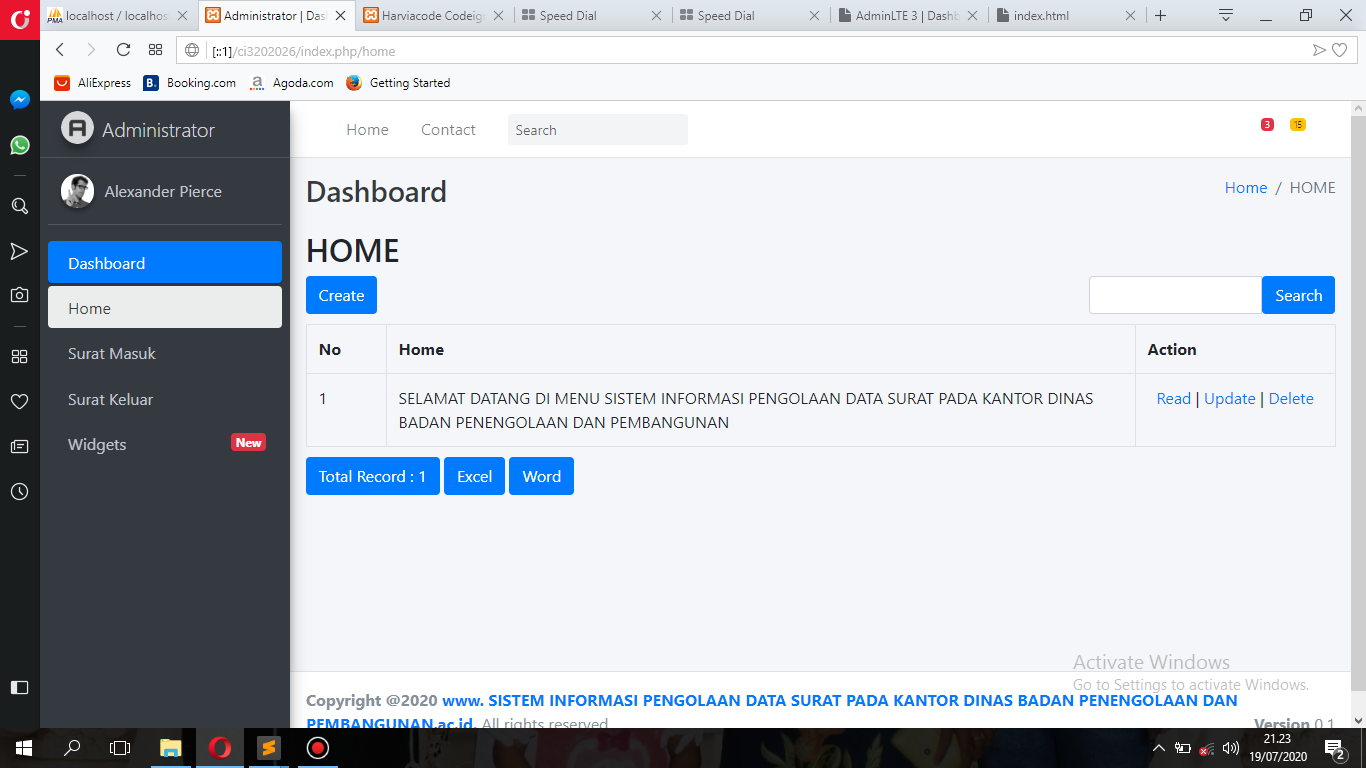 localhost / localhos
Administrator | Das
Harviacode Codeig
Speed Dial
Speed Dial
AdminLTE 3 | Dashb
index.html
[::1]/ci3202026/index.php/home
AliExpress
B. Booking.com
a Agoda.com
Getting Started
Administrator
Home
Contact
Search
3
15
Alexander Pierce
Dashboard
Home / HOME
Dashboard
Home
Surat Masuk
Surat Keluar
Widgets
New
HOME
Create
Search
No
Home
Action
1
SELAMAT DATANG DI MENU SISTEM INFORMASI PENGOLAAN DATA SURAT PADA KANTOR DINAS
BADAN PENENGOLAAN DAN PEMBANGUNAN
Read | Update | Delete
Total Record : 1
Excel
Word
Activate Windows
Go to Settings to activate Windows.
Copyright @2020 www. SISTEM INFORMASI PENGOLAAN DATA SURAT PADA KANTOR DINAS BADAN PENENGOLAAN DAN
PEMBANGUNAN.ac.id. All rights reserved
Version 0.1
21.23
19/07/2020
2